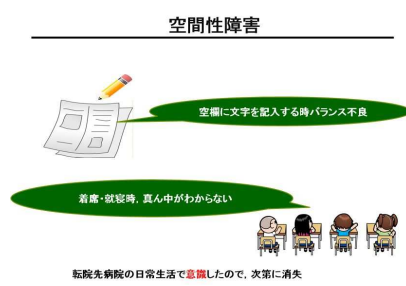 空間性障害
空欄に文字を記入する時バランス不良
着席・就寝時, 真ん中がわからない
転院先病院の日常生活で意識したので, 次第に消失